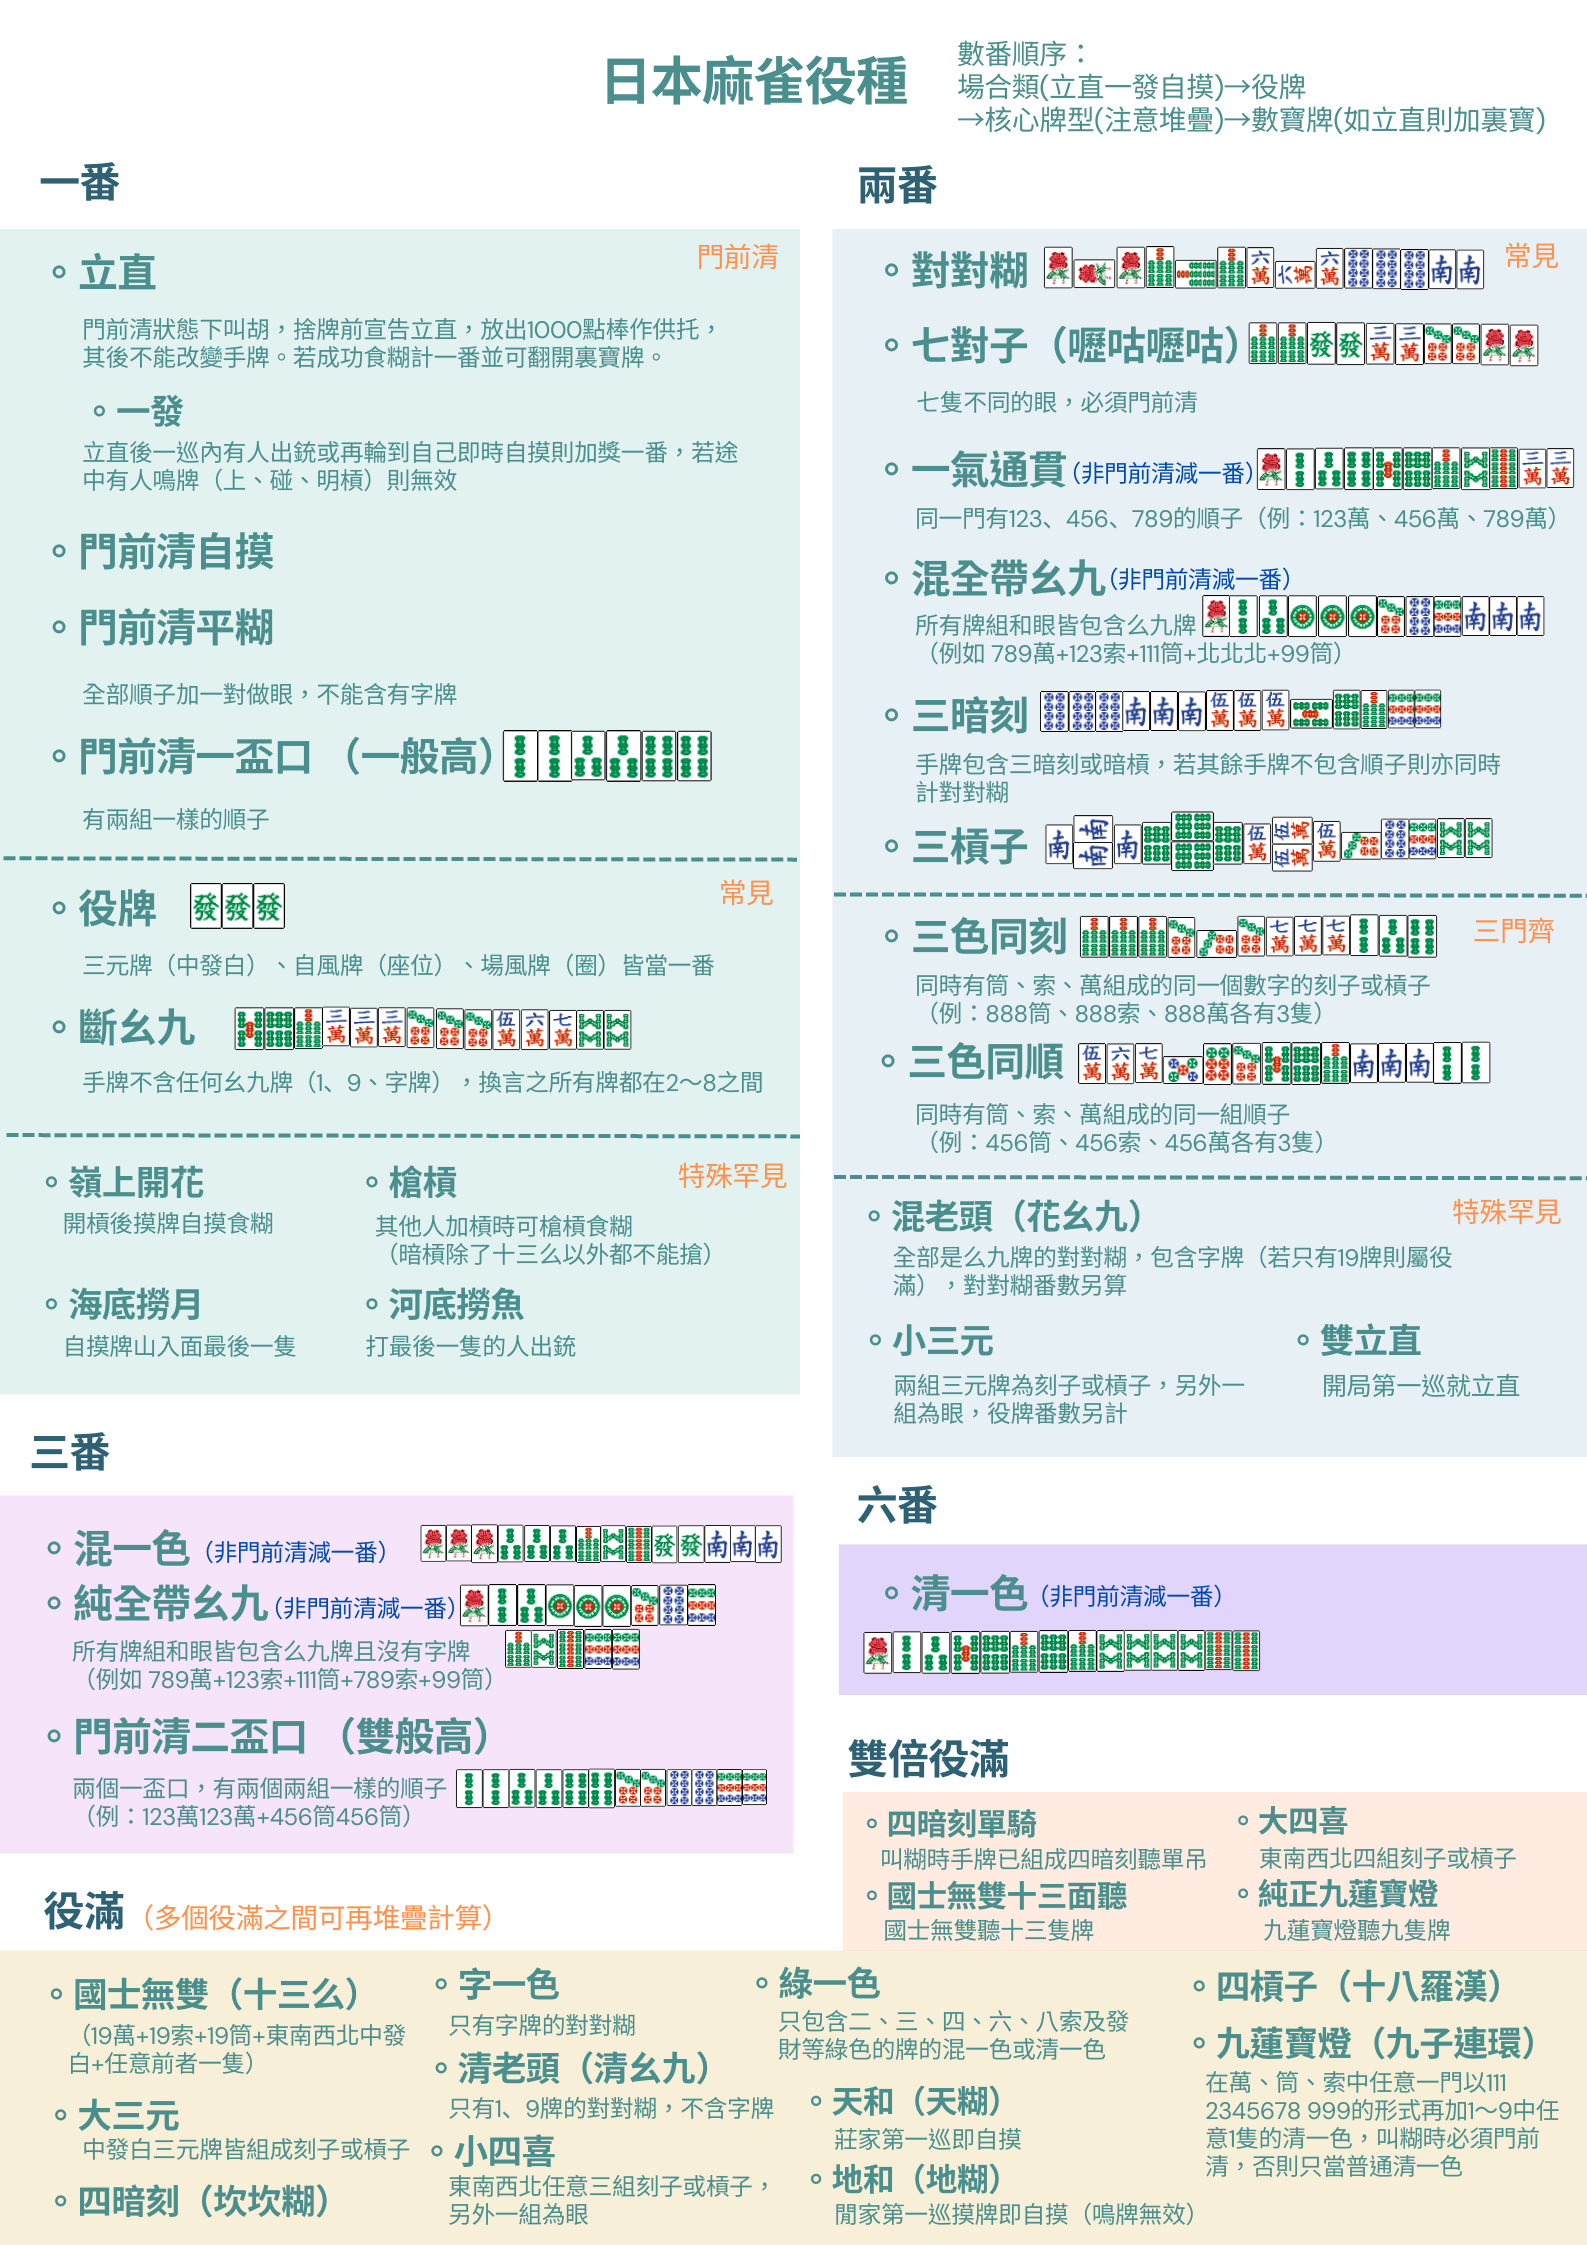 日本麻雀役種
數番順序：
場合類(立直一發自摸)→役牌
→核心牌型(注意堆疊)→數寶牌(如立直則加裏寶)
一番
門前清
立直
門前清狀態下叫胡，捨牌前宣告立直，放出1000點棒作供托，
其後不能改變手牌。若成功食糊計一番並可翻開裏寶牌。
一發
立直後一巡內有人出銃或再輪到自己即時自摸則加獎一番，若途
中有人鳴牌（上、碰、明槓）則無效
門前清自摸
門前清平糊
全部順子加一對做眼，不能含有字牌
門前清一盃口 （一般高）
有兩組一樣的順子
常見
役牌
發發發
三元牌（中發白）、自風牌（座位）、場風牌（圈）皆當一番
斷幺九
三萬 三萬 三萬 伍萬 六萬 七萬
手牌不含任何幺九牌（1、9、字牌），換言之所有牌都在2～8之間
特殊罕見
嶺上開花
開槓後摸牌自摸食糊
槍槓
其他人加槓時可槍槓食糊
（暗槓除了十三么以外都不能搶）
海底撈月
自摸牌山入面最後一隻
河底撈魚
打最後一隻的人出銃
兩番
常見
對對糊
六萬 六萬 六萬 南 南
七對子（嚦咕嚦咕）
發 發 三萬 三萬
七隻不同的眼，必須門前清
一氣通貫（非門前清減一番）
三萬 三萬
同一門有123、456、789的順子（例：123萬、456萬、789萬）
混全帶幺九（非門前清減一番）
所有牌組和眼皆包含么九牌
南 南 南
（例如 789萬+123索+111筒+北北北+99筒）
三暗刻
南 南 南 伍萬 伍萬 伍萬
手牌包含三暗刻或暗槓，若其餘手牌不包含順子則亦同時
計對對糊
三槓子
南 南 南 南 伍萬 伍萬 伍萬 伍萬
三門齊
三色同刻
七萬 七萬 七萬
同時有筒、索、萬組成的同一個數字的刻子或槓子
（例：888筒、888索、888萬各有3隻）
三色同順
伍萬 六萬 七萬 南 南 南
同時有筒、索、萬組成的同一組順子
（例：456筒、456索、456萬各有3隻）
特殊罕見
混老頭（花幺九）
全部是么九牌的對對糊，包含字牌（若只有19牌則屬役
滿），對對糊番數另算
小三元
兩組三元牌為刻子或槓子，另外一
組為眼，役牌番數另計
雙立直
開局第一巡就立直
三番
混一色（非門前清減一番）
發 發 南 南 南
純全帶幺九（非門前清減一番）
所有牌組和眼皆包含么九牌且沒有字牌
（例如 789萬+123索+111筒+789索+99筒）
門前清二盃口 （雙般高）
兩個一盃口，有兩個兩組一樣的順子
（例：123萬123萬+456筒456筒）
六番
清一色（非門前清減一番）
雙倍役滿
四暗刻單騎
叫糊時手牌已組成四暗刻聽單吊
大四喜
東南西北四組刻子或槓子
國士無雙十三面聽
國士無雙聽十三隻牌
純正九蓮寶燈
九蓮寶燈聽九隻牌
役滿（多個役滿之間可再堆疊計算）
國士無雙（十三么）
（19萬+19索+19筒+東南西北中發
白+任意前者一隻）
大三元
中發白三元牌皆組成刻子或槓子
四暗刻（坎坎糊）
字一色
只有字牌的對對糊
清老頭（清幺九）
只有1、9牌的對對糊，不含字牌
小四喜
東南西北任意三組刻子或槓子，
另外一組為眼
綠一色
只包含二、三、四、六、八索及發
財等綠色的牌的混一色或清一色
天和（天糊）
莊家第一巡即自摸
地和（地糊）
閒家第一巡摸牌即自摸（鳴牌無效）
四槓子（十八羅漢）
九蓮寶燈（九子連環）
在萬、筒、索中任意一門以111
2345678 999的形式再加1～9中任
意1隻的清一色，叫糊時必須門前
清，否則只當普通清一色